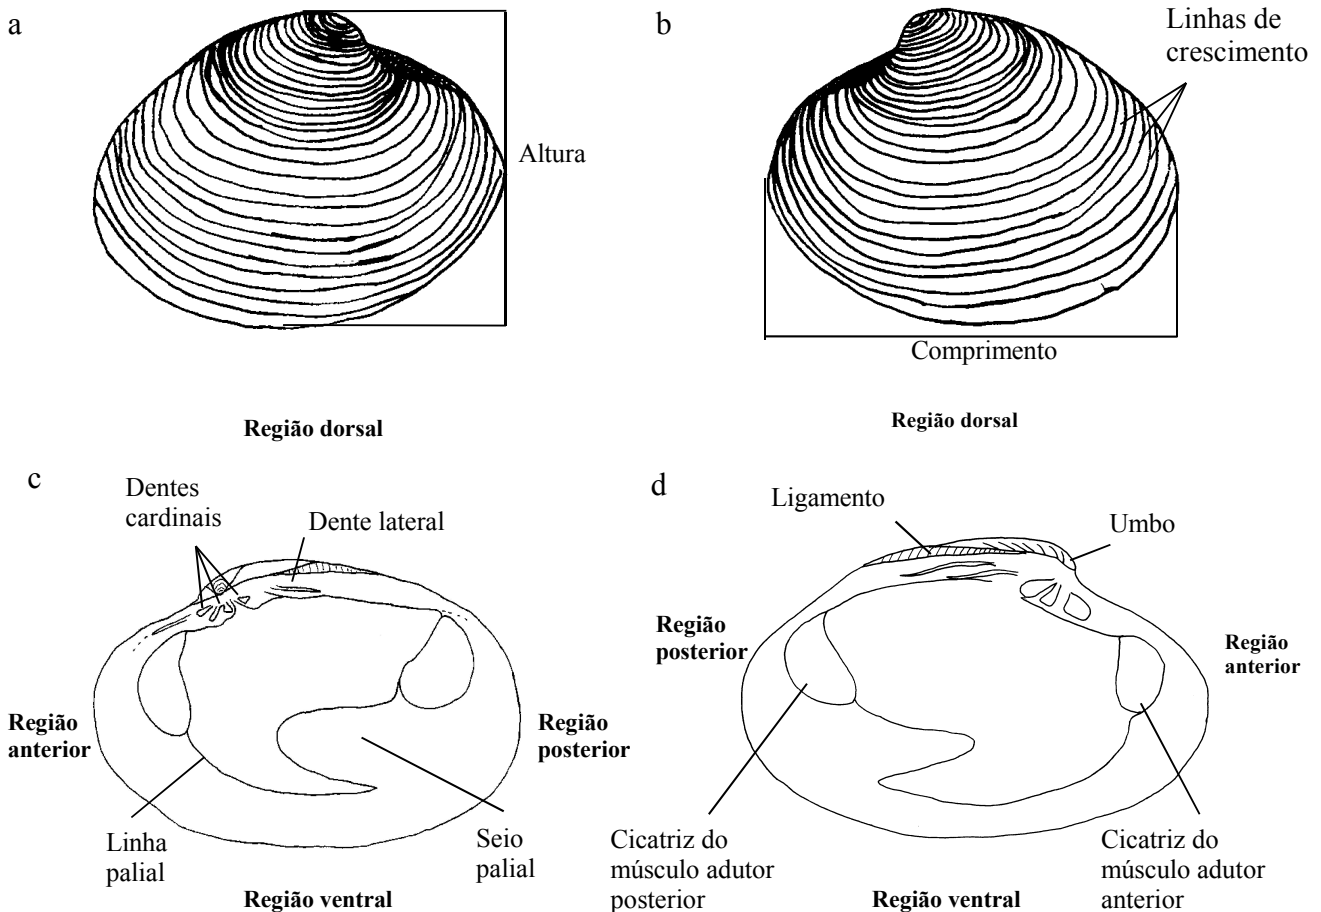 a
b
Linhas de
crescimento
Altura
Comprimento
Região dorsal
Região dorsal
c
Dentes
cardinais
Dente lateral
d
Ligamento
Umbo
Região
anterior
Região
posterior
Região
posterior
Região
anterior
Linha
palial
Seio
palial
Cicatriz do
músculo adutor
posterior
Cicatriz do
músculo adutor
anterior
Região ventral
Região ventral